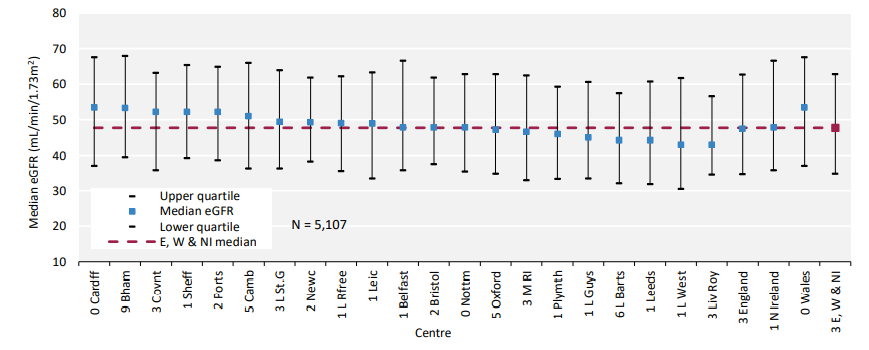 80
70
60
50
40
30
20
10
Median eGFR (mL/min/1.73m²)
Upper quartile
Median eGFR
Lower quartile
E, W & NI median
N = 5,107
0 Cardff
9 Bham
3 Covnt
1 Sheff
2 Ports
5 Camb
3 L St.G
2 Newc
1 L Rfree
1 Leic
1 Belfast
2 Bristol
0 Nottm
5 Oxford
3 M RI
1 Plymth
1 L Guys
6 L Barts
1 Leeds
1 L West
3 Liv Roy
3 England
1 N Ireland
0 Wales
3 E, W & NI
Centre